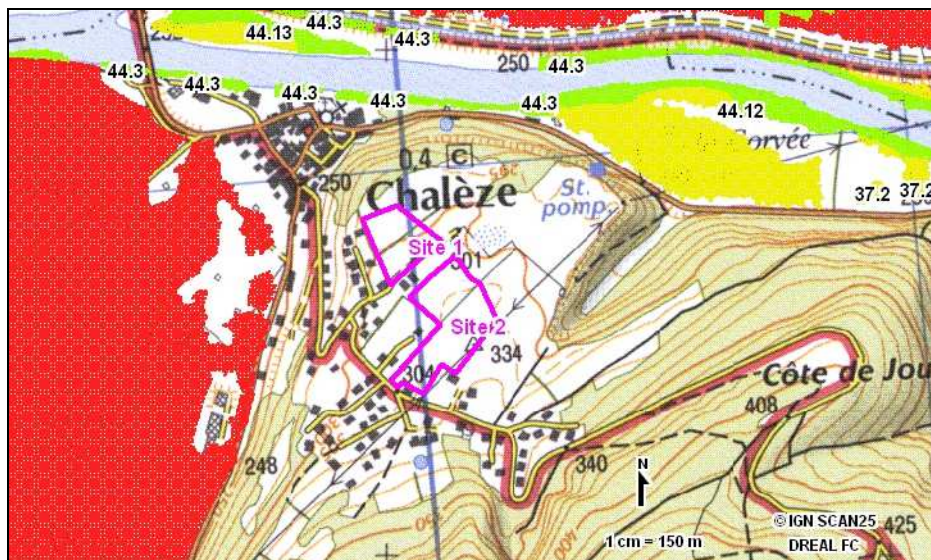 44.13
44.3
44.3
250
44.3
44.3
44.3
44.3
44.3
44.12
Corvée
250
0.4
C
37.2
37.2
Chalèze
St.
pomp.
Site 1
301
Site 2
334
304
Côte de Jou
408
248
340
N
1 cm = 150 m
© IGN SCAN25
DREAL FC
425